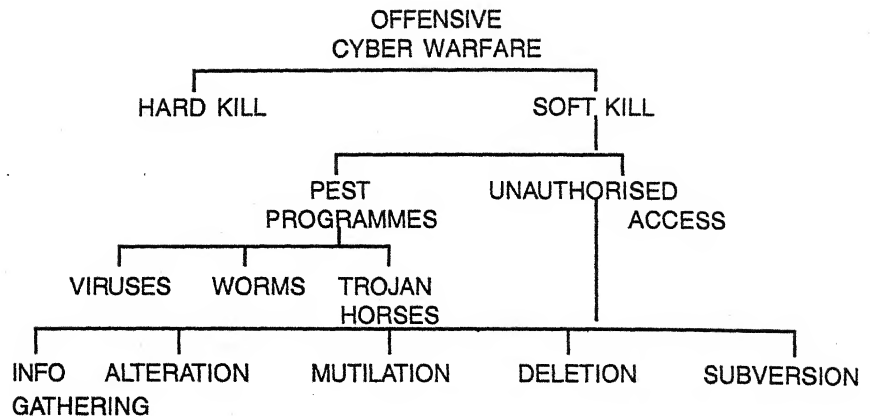 OFFENSIVE
CYBER WARFARE
HARD KILL SOFT KILL
PEST UNAUTHORISED
PROGRAMMES ACCESS
VIRUSES WORMS TROJAN
HORSES
INFO ALTERATION MUTILATION DELETION SUBVERSION
GATHERING